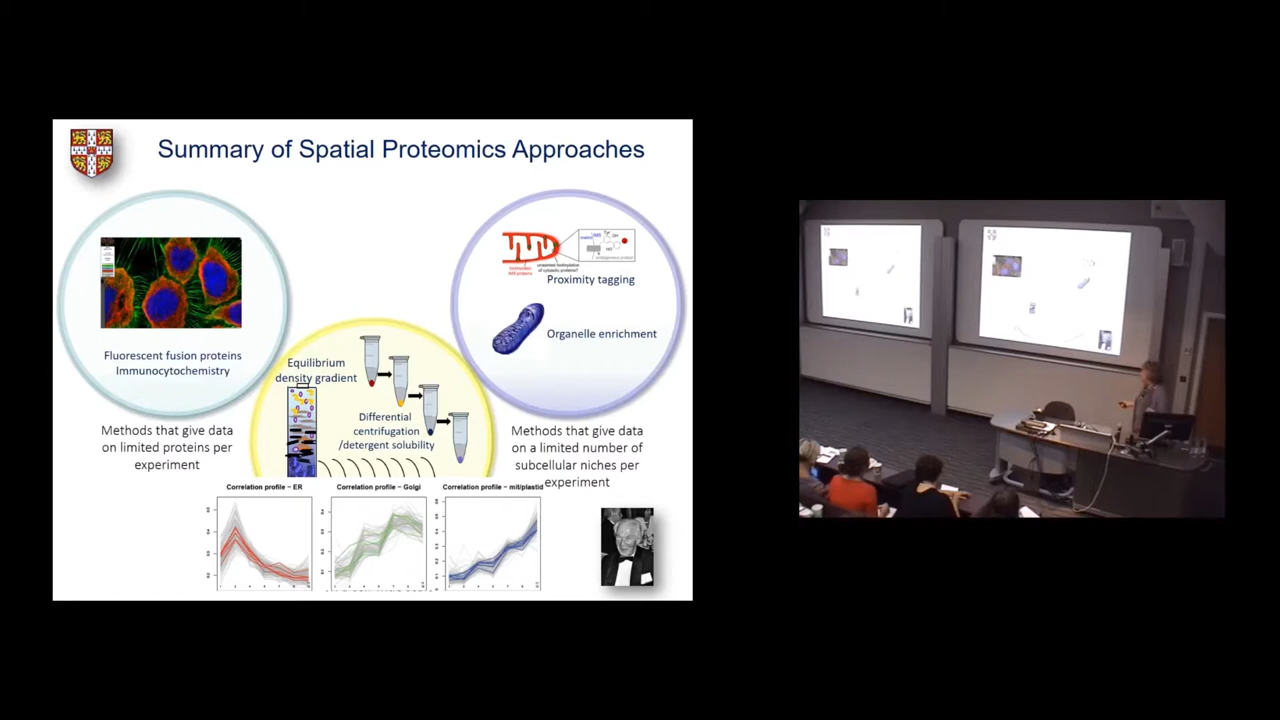 Summary of Spatial Proteomics Approaches
Fluorescent fusion proteins
Immunocytochemistry
Methods that give data
on limited proteins per
experiment
Equilibrium
density gradient
Differential
centrifugation
/detergent solubility
Proximity tagging
Organelle enrichment
Methods that give data
on a limited number of
subcellular niches per
experiment
Correlation profile − ER
Correlation profile − Golgi
Correlation profile − mit/plastid